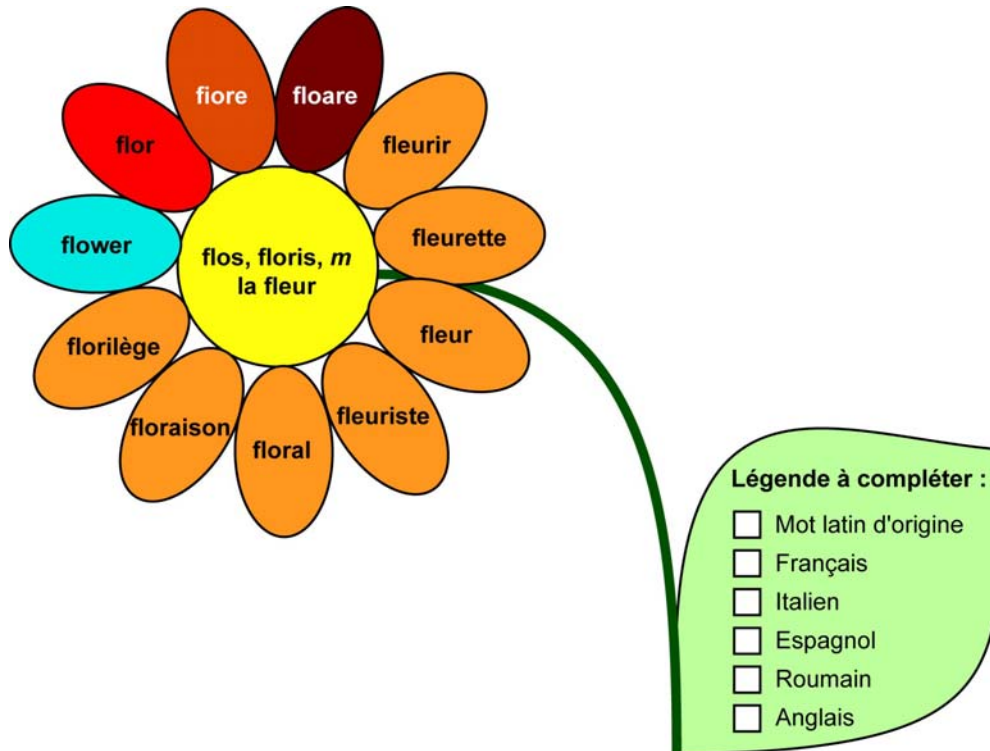 fiore
floare
flor
fleurir
flower
fleurette
flos, floris, m
la fleur
fleur
florilège
floraison
floral
fleuriste
Légende à compléter :
Mot latin d'origine
Français
Italien
Espagnol
Roumain
Anglais